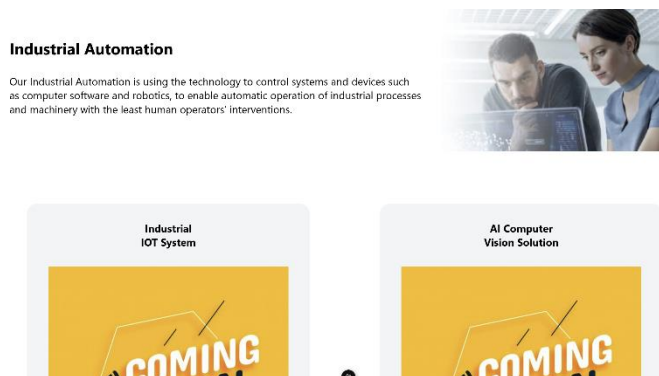 Industrial Automation
Our Industrial Automation is using the technology to control systems and devices such
as computer software and robotics, to enable automatic operation of industrial processes
and machinery with the least human operators' interventions.
Industrial
IOT System
AI Computer
Vision Solution
COMING
COMING